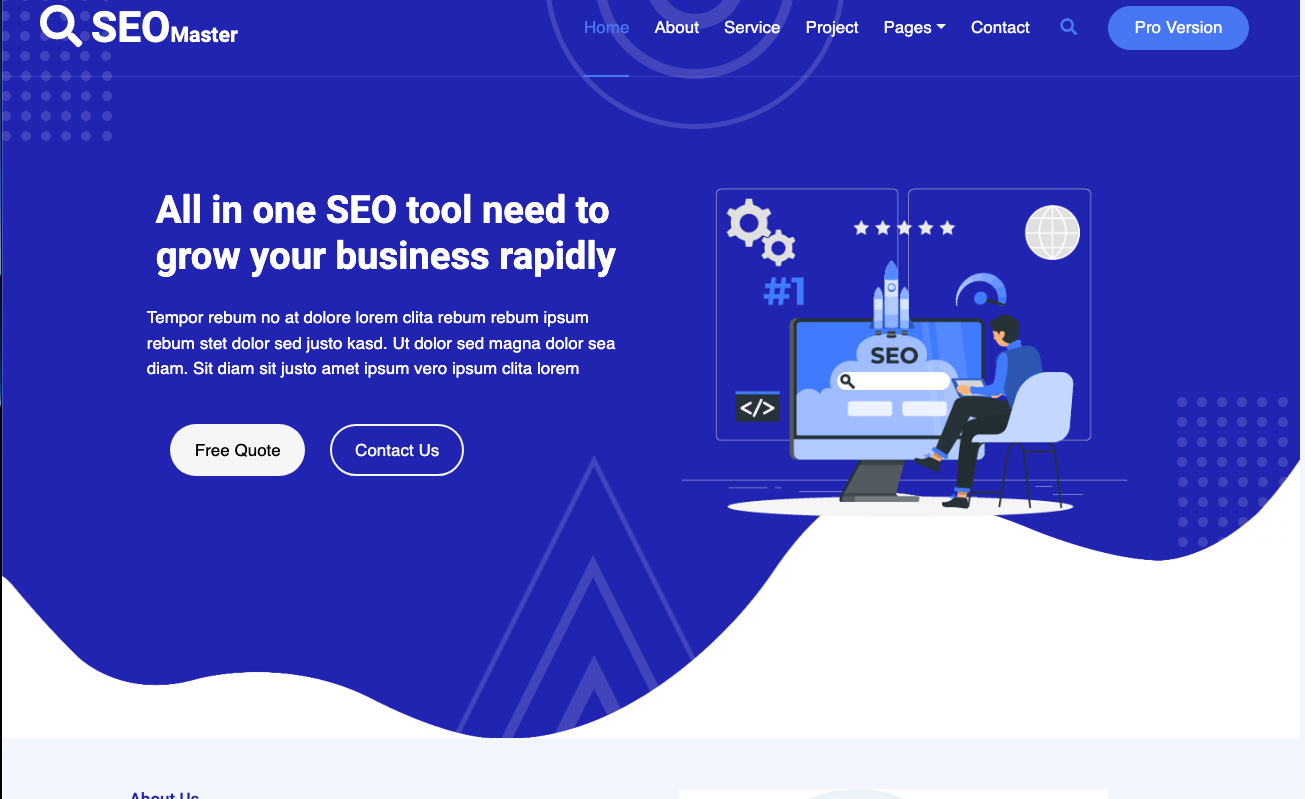 SEO Master
Home About Service Project Pages Contact Pro Version
All in one SEO tool need to
grow your business rapidly
Tempor rebum no at dolore lorem clita rebum rebum ipsum
rebum stet dolor sed justo kasd. Ut dolor sed magna dolor sea
diam. Sit diam sit justo amet ipsum vero ipsum clita lorem
Free Quote Contact Us
#1
SEO
</>
About Us